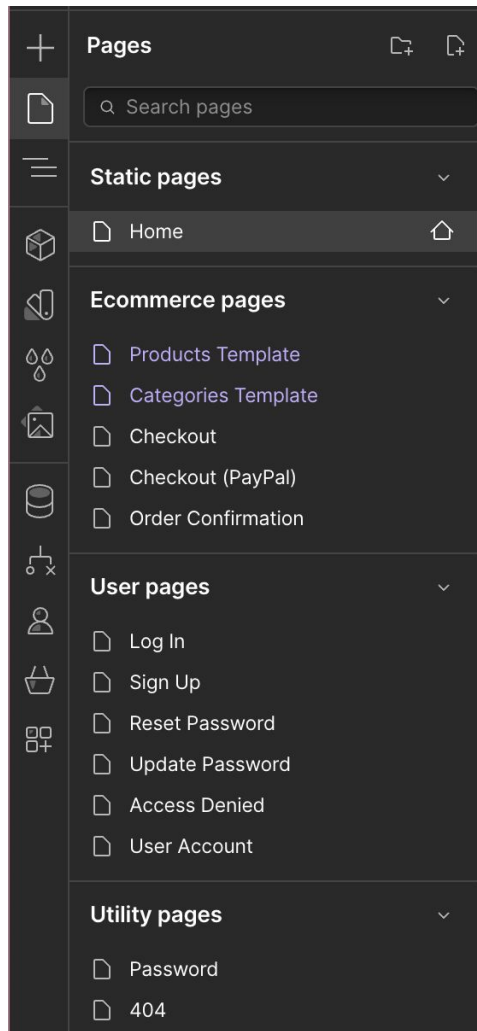 Pages
Search pages
Static pages
Home
Ecommerce pages
Products Template
Categories Template
Checkout
Checkout (PayPal)
Order Confirmation
User pages
Log In
Sign Up
Reset Password
Update Password
Access Denied
User Account
Utility pages
Password
404